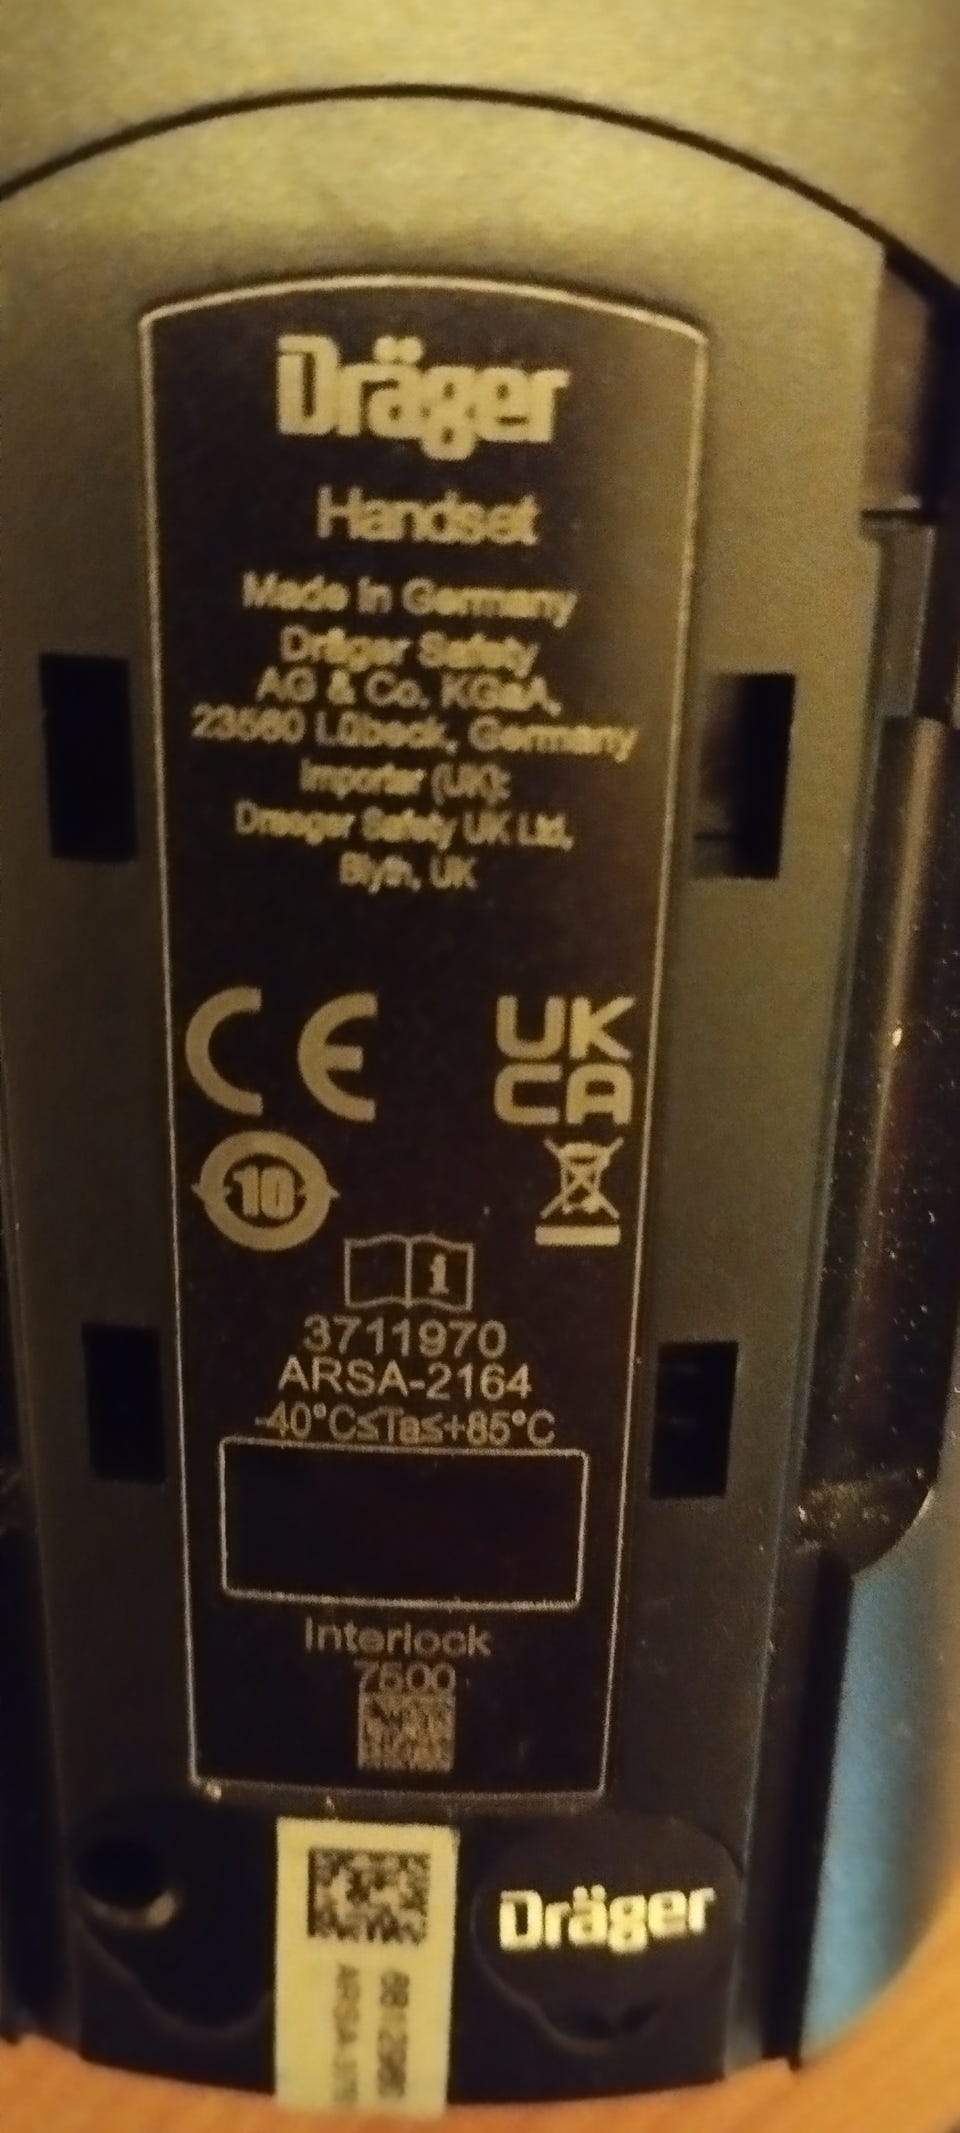 Dräger
Handset
Made in Germany
Dräger Safety
AG & Co. KGaA,
23560 Lübeck, Germany
Importer (UK):
Draeger Safety UK Ltd.
Blyth, UK
CE
UK
CA
10
i
3711970
ARSA-2164
-40°C≤Ta≤+85°C
Interlock
7500
Dräger